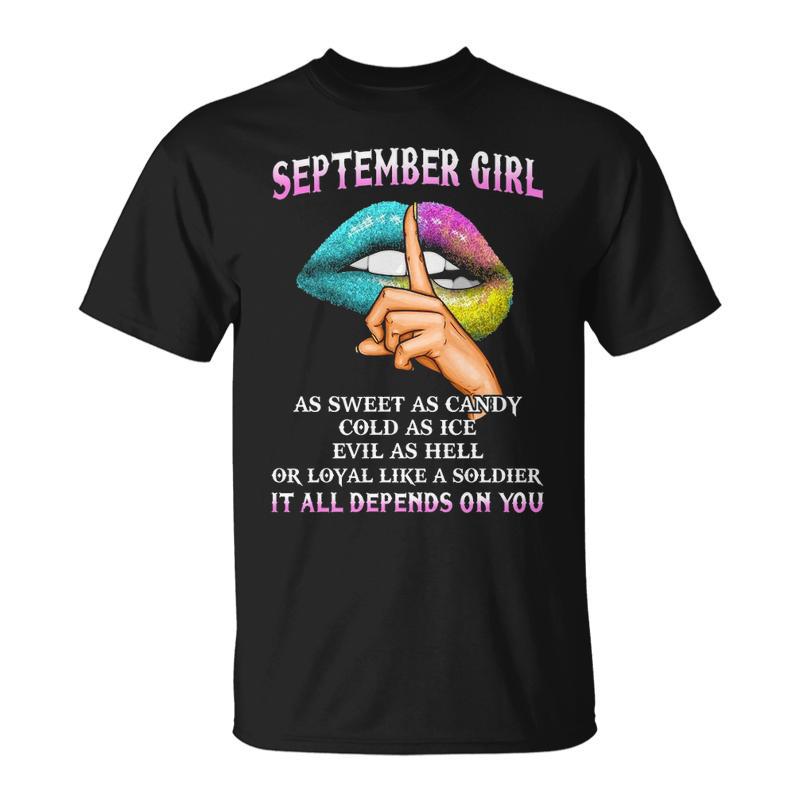 SEPTEMBER GIRL
AS SWEET AS CANDY
COLD AS ICE
EVIL AS HELL
OR LOYAL LIKE A SOLDIER
IT ALL DEPENDS ON YOU